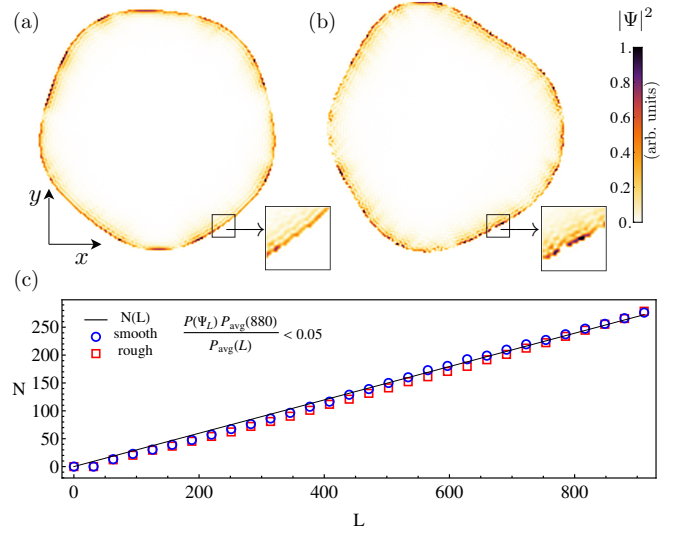 (a)
(b)
|Ψ|²
1.
0.8
0.6
0.4
0.2
0.
(arb. units)
y
x
(c)
N(L)
smooth
rough
P(Ψ_L) P_avg(880) / P_avg(L) < 0.05
250
200
150
100
50
0
N
0 200 400 600 800
L